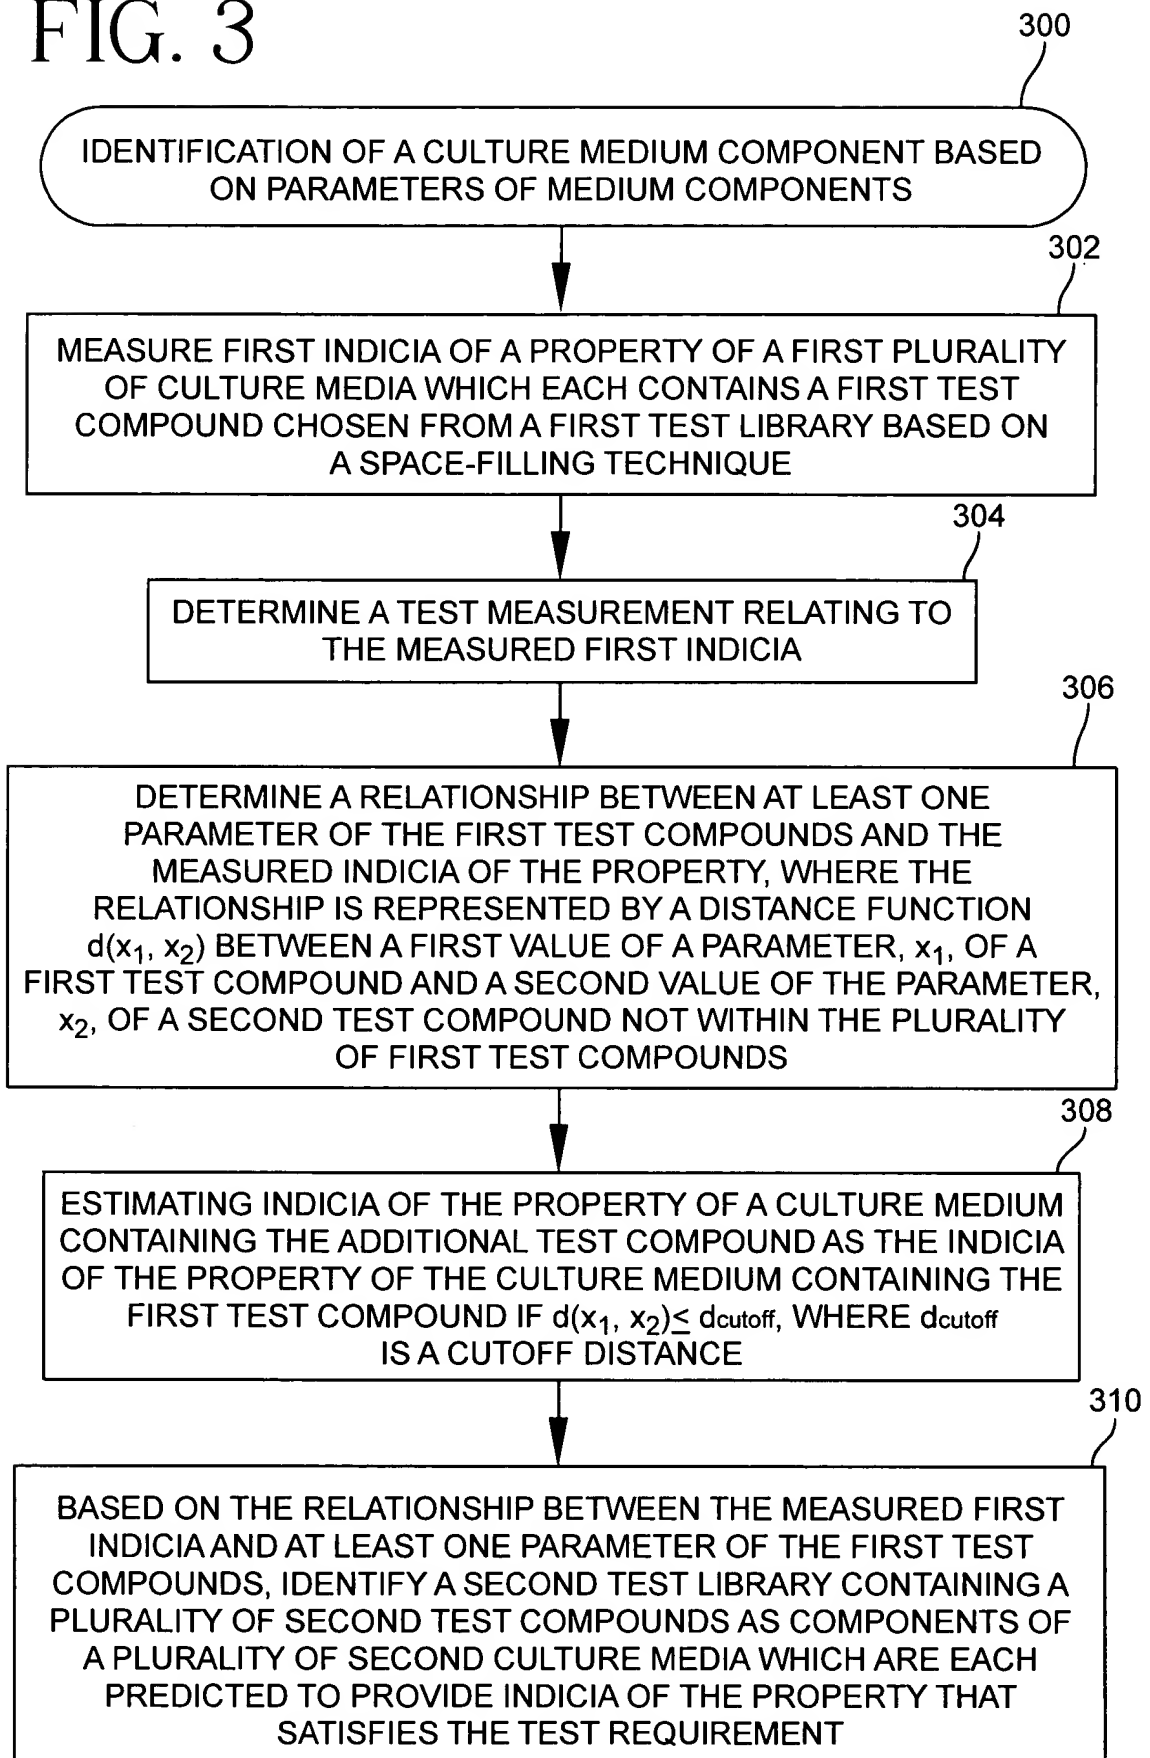 FIG. 3
300
IDENTIFICATION OF A CULTURE MEDIUM COMPONENT BASED
ON PARAMETERS OF MEDIUM COMPONENTS
302
MEASURE FIRST INDICIA OF A PROPERTY OF A FIRST PLURALITY
OF CULTURE MEDIA WHICH EACH CONTAINS A FIRST TEST
COMPOUND CHOSEN FROM A FIRST TEST LIBRARY BASED ON
A SPACE-FILLING TECHNIQUE
304
DETERMINE A TEST MEASUREMENT RELATING TO
THE MEASURED FIRST INDICIA
306
DETERMINE A RELATIONSHIP BETWEEN AT LEAST ONE
PARAMETER OF THE FIRST TEST COMPOUNDS AND THE
MEASURED INDICIA OF THE PROPERTY, WHERE THE
RELATIONSHIP IS REPRESENTED BY A DISTANCE FUNCTION
d(x1, x2) BETWEEN A FIRST VALUE OF A PARAMETER, x1, OF A
FIRST TEST COMPOUND AND A SECOND VALUE OF THE PARAMETER,
x2, OF A SECOND TEST COMPOUND NOT WITHIN THE PLURALITY
OF FIRST TEST COMPOUNDS
308
ESTIMATING INDICIA OF THE PROPERTY OF A CULTURE MEDIUM
CONTAINING THE ADDITIONAL TEST COMPOUND AS THE INDICIA
OF THE PROPERTY OF THE CULTURE MEDIUM CONTAINING THE
FIRST TEST COMPOUND IF d(x1, x2)≤ dcutoff, WHERE dcutoff
IS A CUTOFF DISTANCE
310
BASED ON THE RELATIONSHIP BETWEEN THE MEASURED FIRST
INDICIA AND AT LEAST ONE PARAMETER OF THE FIRST TEST
COMPOUNDS, IDENTIFY A SECOND TEST LIBRARY CONTAINING A
PLURALITY OF SECOND TEST COMPOUNDS AS COMPONENTS OF
A PLURALITY OF SECOND CULTURE MEDIA WHICH ARE EACH
PREDICTED TO PROVIDE INDICIA OF THE PROPERTY THAT
SATISFIES THE TEST REQUIREMENT